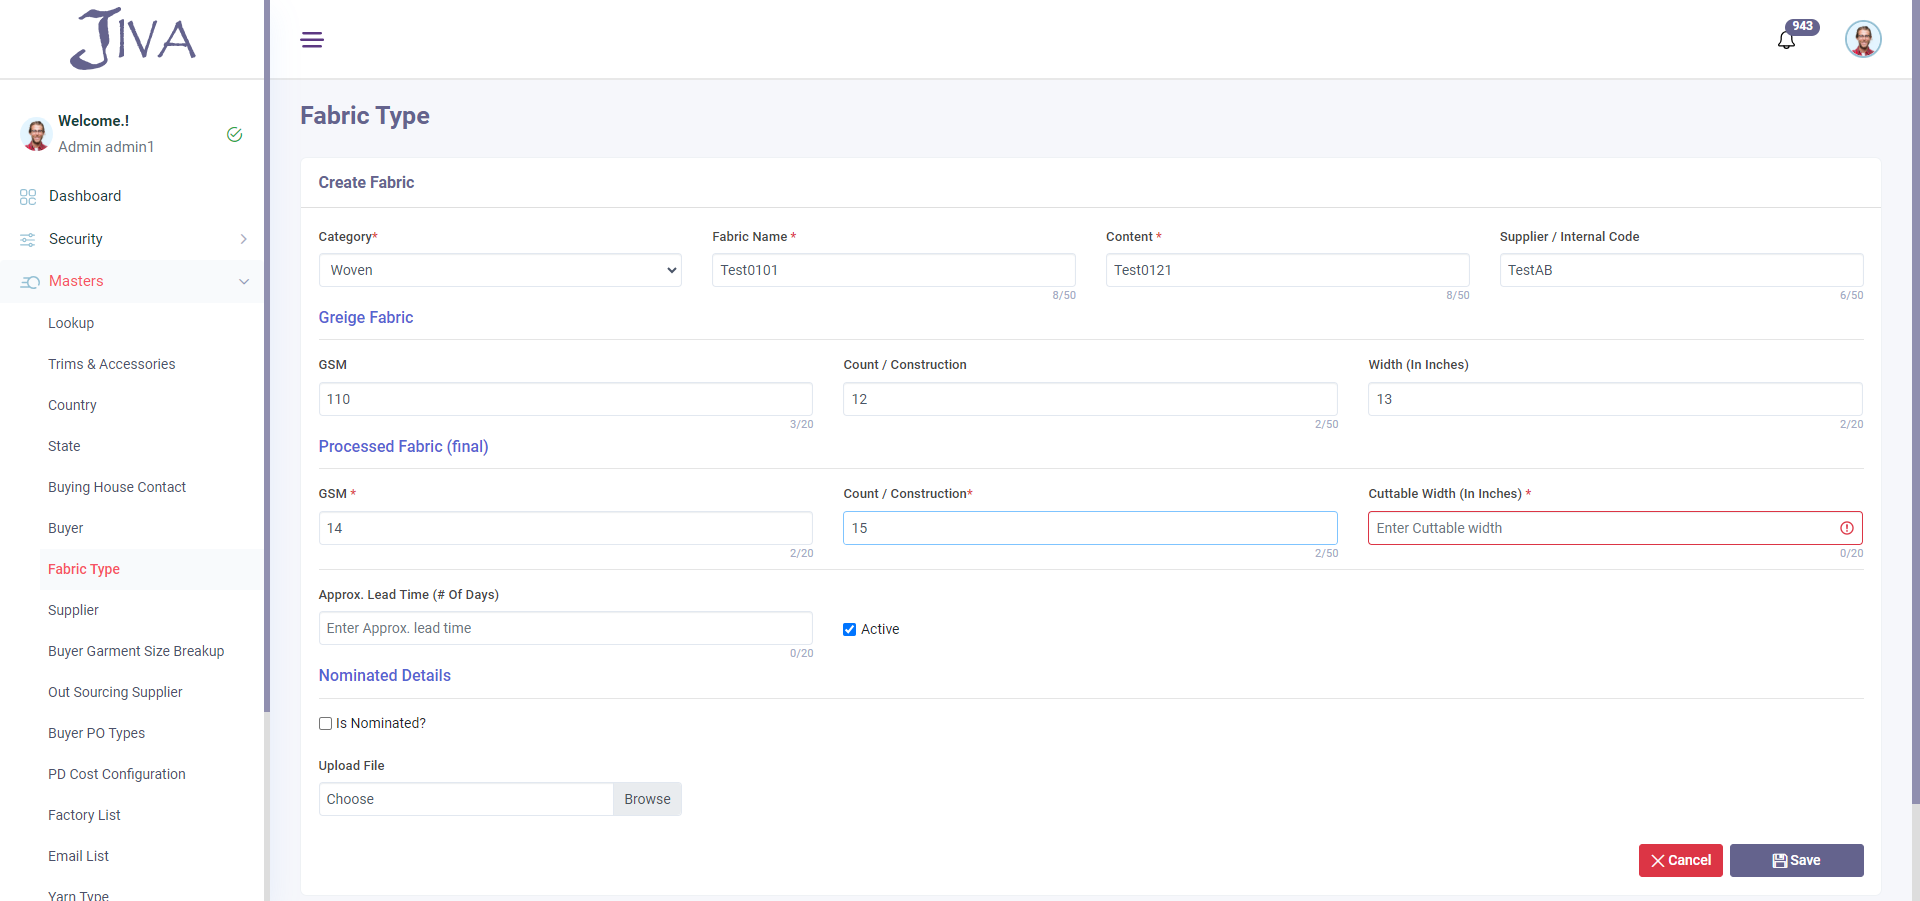 JIVA
943
Welcome.!
Admin admin1
Dashboard
Security
Masters
Lookup
Trims & Accessories
Country
State
Buying House Contact
Buyer
Fabric Type
Supplier
Buyer Garment Size Breakup
Out Sourcing Supplier
Buyer PO Types
PD Cost Configuration
Factory List
Email List
Yarn Type
Fabric Type
Create Fabric
Category* Fabric Name * Content * Supplier / Internal Code
Woven Test0101 Test0121 TestAB
8/50 8/50 6/50
Greige Fabric
GSM Count / Construction Width (In Inches)
110 12 13
3/20 2/50 2/20
Processed Fabric (final)
GSM * Count / Construction* Cuttable Width (In Inches) *
14 15 Enter Cuttable width
2/20 2/50 0/20
Approx. Lead Time (# Of Days)
Enter Approx. lead time Active
0/20
Nominated Details
Is Nominated?
Upload File
Choose Browse
Cancel Save